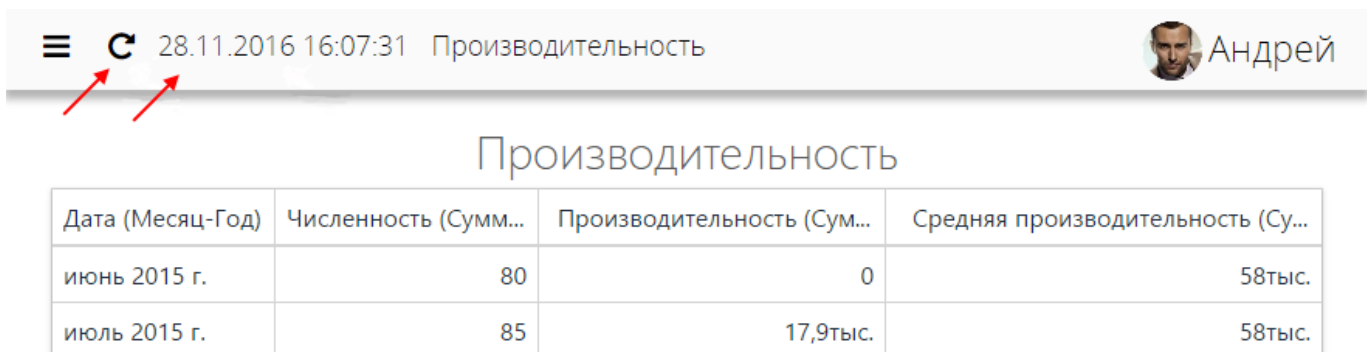 28.11.2016 16:07:31 Производительность Андрей
Производительность
Дата (Месяц-Год) Численность (Сумм... Производительность (Сум... Средняя производительность (Су...
июнь 2015 г. 80 0 58тыс.
июль 2015 г. 85 17,9тыс. 58тыс.